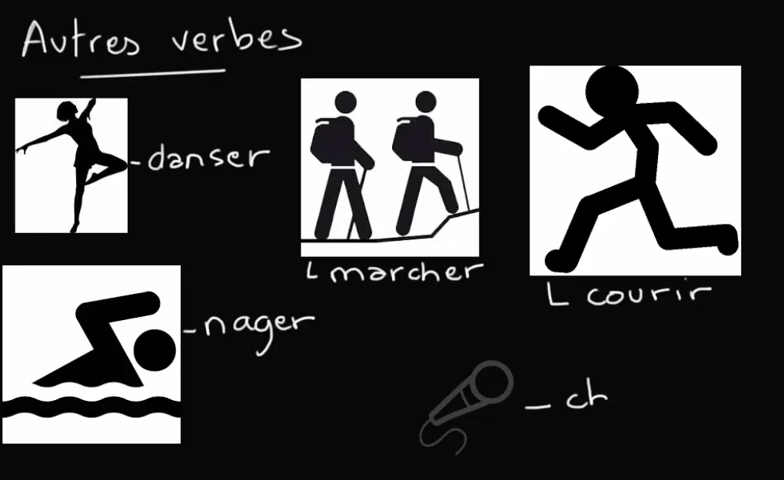 Autres verbes
-danser
L marcher
L courir
-nager
- ch